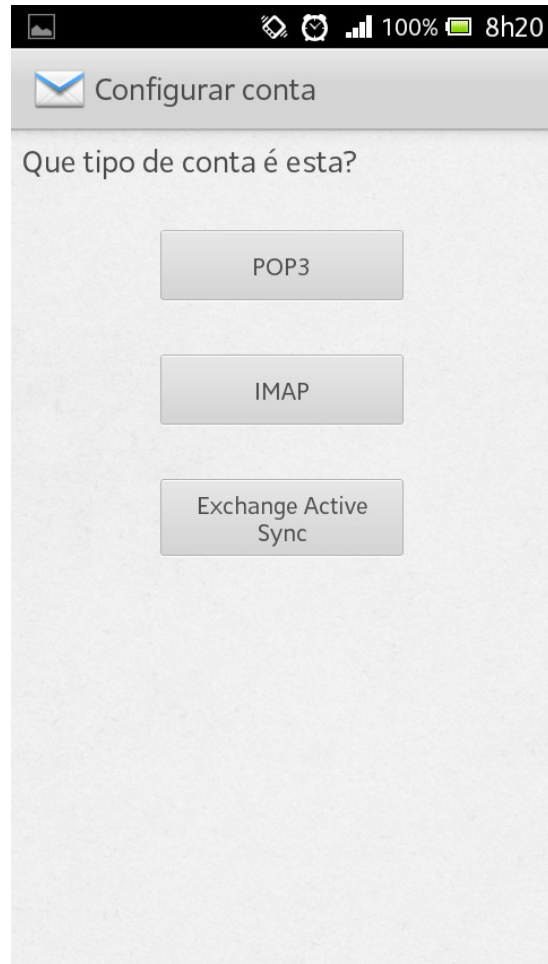 100% 8h20
Configurar conta
Que tipo de conta é esta?
POP3
IMAP
Exchange Active
Sync